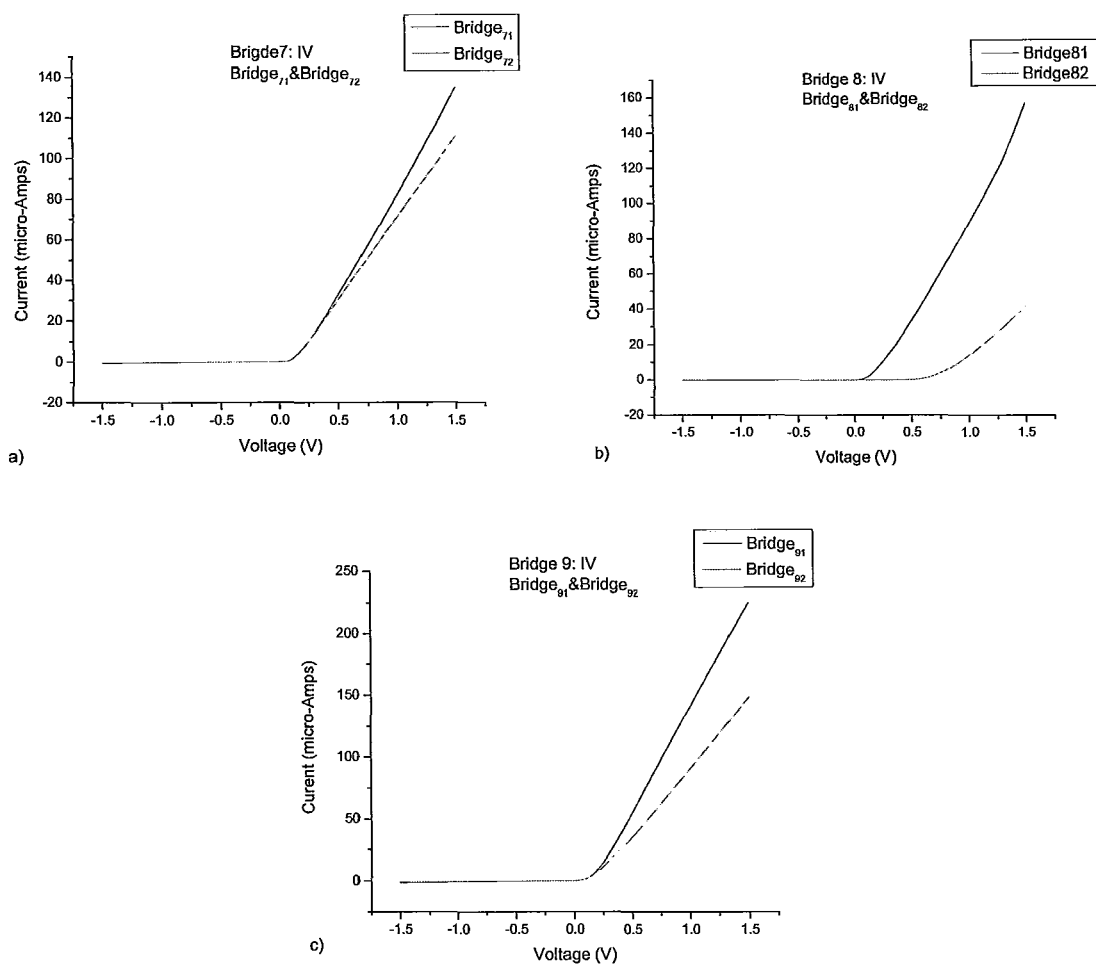 Brigde7: IV
Bridge71&Bridge72
Bridge71
Bridge72
140
120
100
80
60
40
20
0
-20
-1.5
-1.0
-0.5
0.0
0.5
1.0
1.5
Current (micro-Amps)
Voltage (V)
a)
Bridge 8: IV
Bridge81&Bridge82
Bridge81
Bridge82
160
140
120
100
80
60
40
20
0
-20
-1.5
-1.0
-0.5
0.0
0.5
1.0
1.5
Current (micro-Amps)
Voltage (V)
b)
Bridge 9: IV
Bridge91&Bridge92
Bridge91
Bridge92
250
200
150
100
50
0
-1.5
-1.0
-0.5
0.0
0.5
1.0
1.5
Curent (micro-Amps)
Voltage (V)
c)